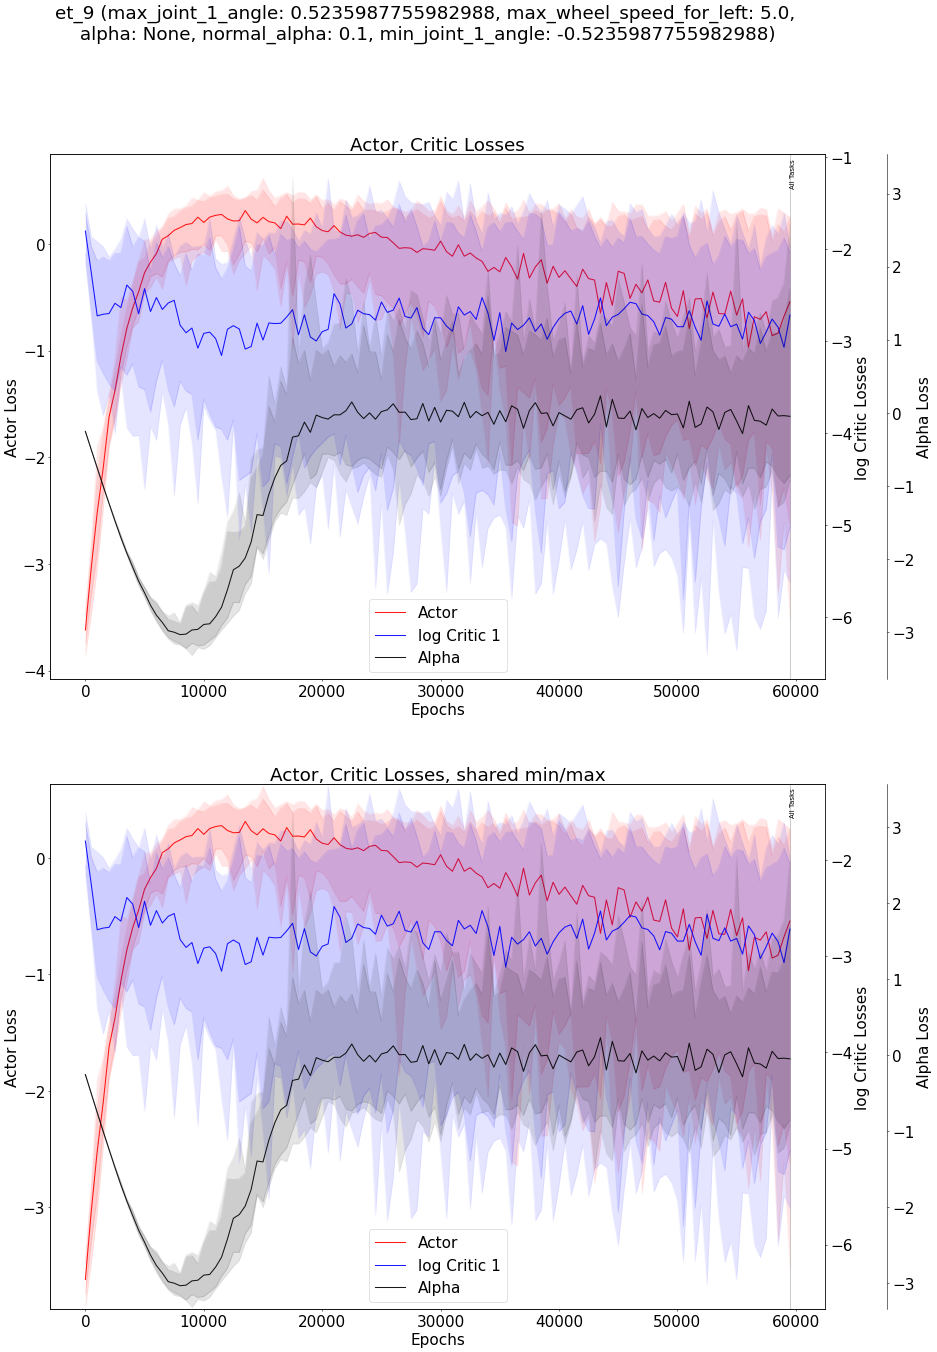 et_9 (max_joint_1_angle: 0.5235987755982988, max_wheel_speed_for_left: 5.0,
alpha: None, normal_alpha: 0.1, min_joint_1_angle: -0.5235987755982988)
Actor, Critic Losses
All Tasks
Actor Loss
0
−1
−2
−3
−4
−1
−2
−3
−4
−5
−6
log Critic Losses
3
2
1
0
−1
−2
−3
Alpha Loss
Actor
log Critic 1
Alpha
0 10000 20000 30000 40000 50000 60000
Epochs
Actor, Critic Losses, shared min/max
All Tasks
Actor Loss
0
−1
−2
−3
−2
−3
−4
−5
−6
log Critic Losses
3
2
1
0
−1
−2
−3
Alpha Loss
Actor
log Critic 1
Alpha
0 10000 20000 30000 40000 50000 60000
Epochs